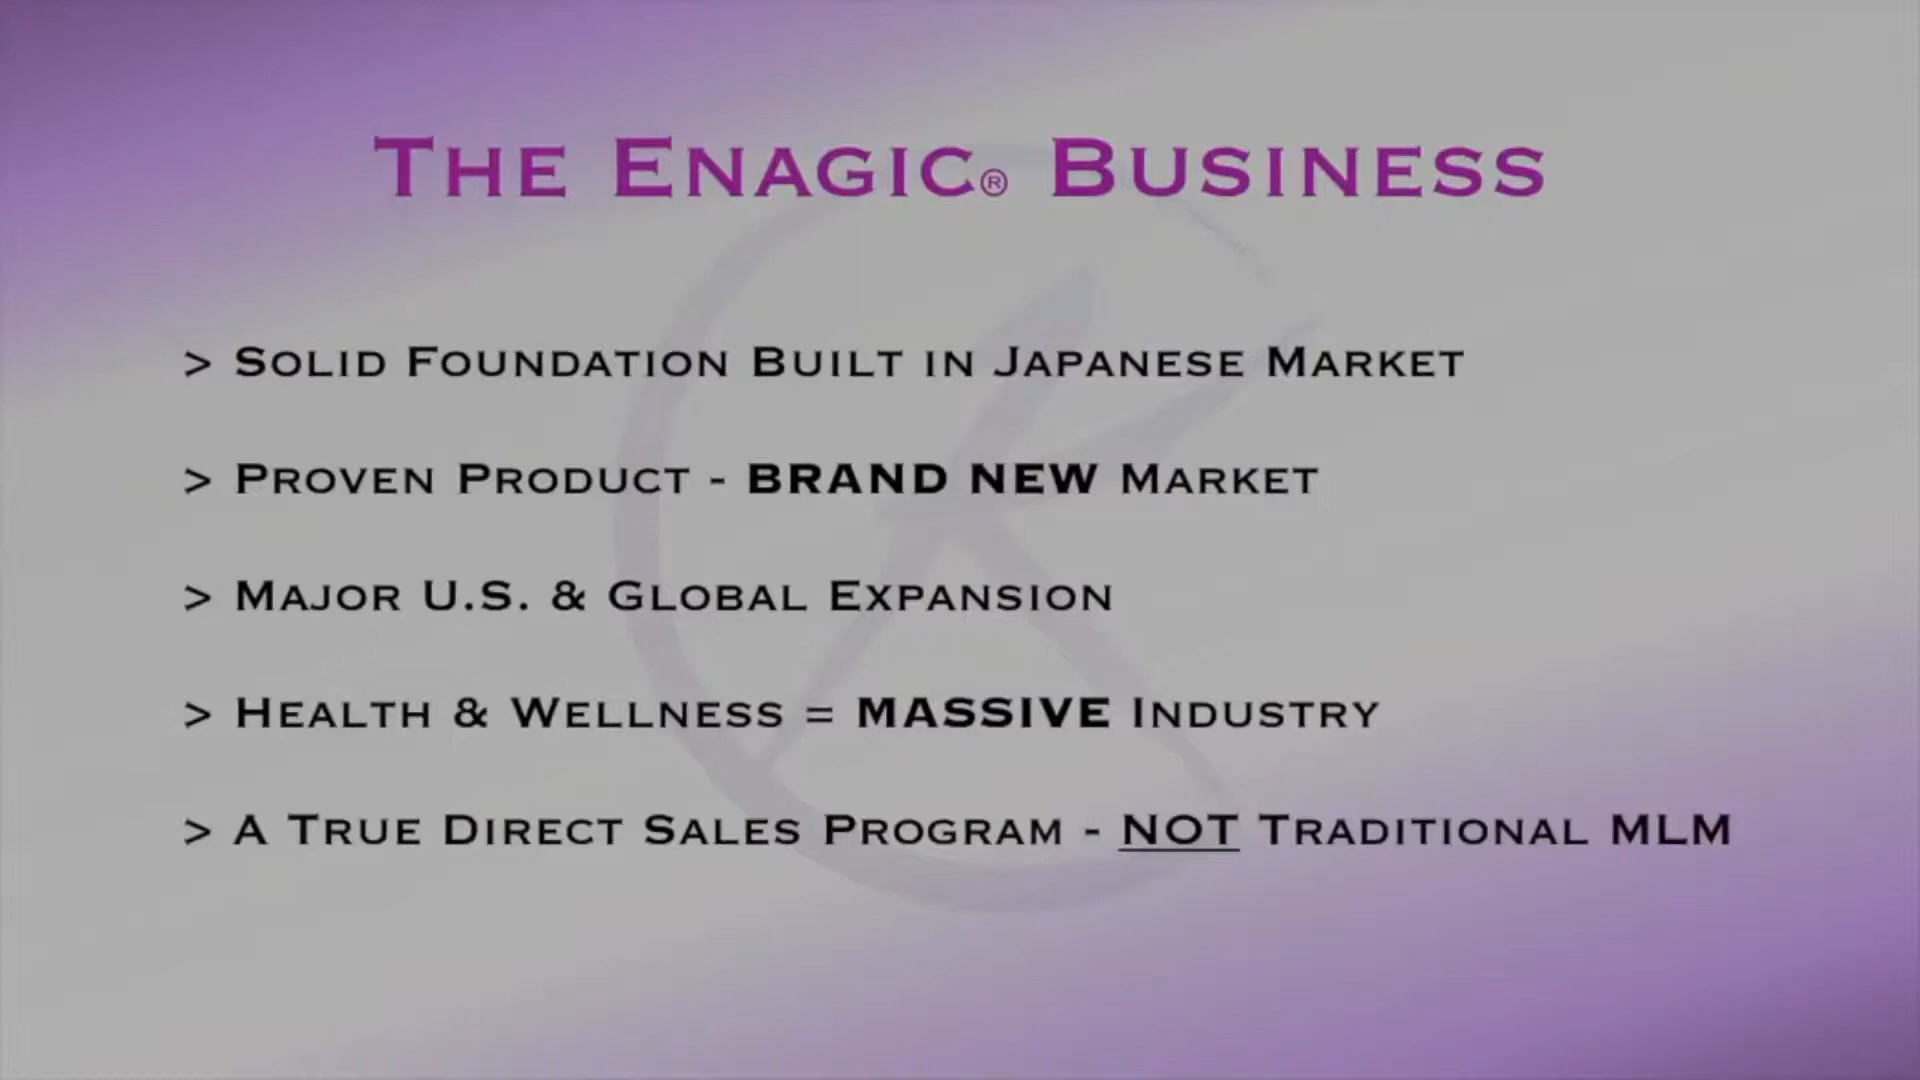 The Enagic® Business
> Solid Foundation Built in Japanese Market
> Proven Product - BRAND NEW Market
> Major U.S. & Global Expansion
> Health & Wellness = MASSIVE Industry
> A True Direct Sales Program - NOT Traditional MLM